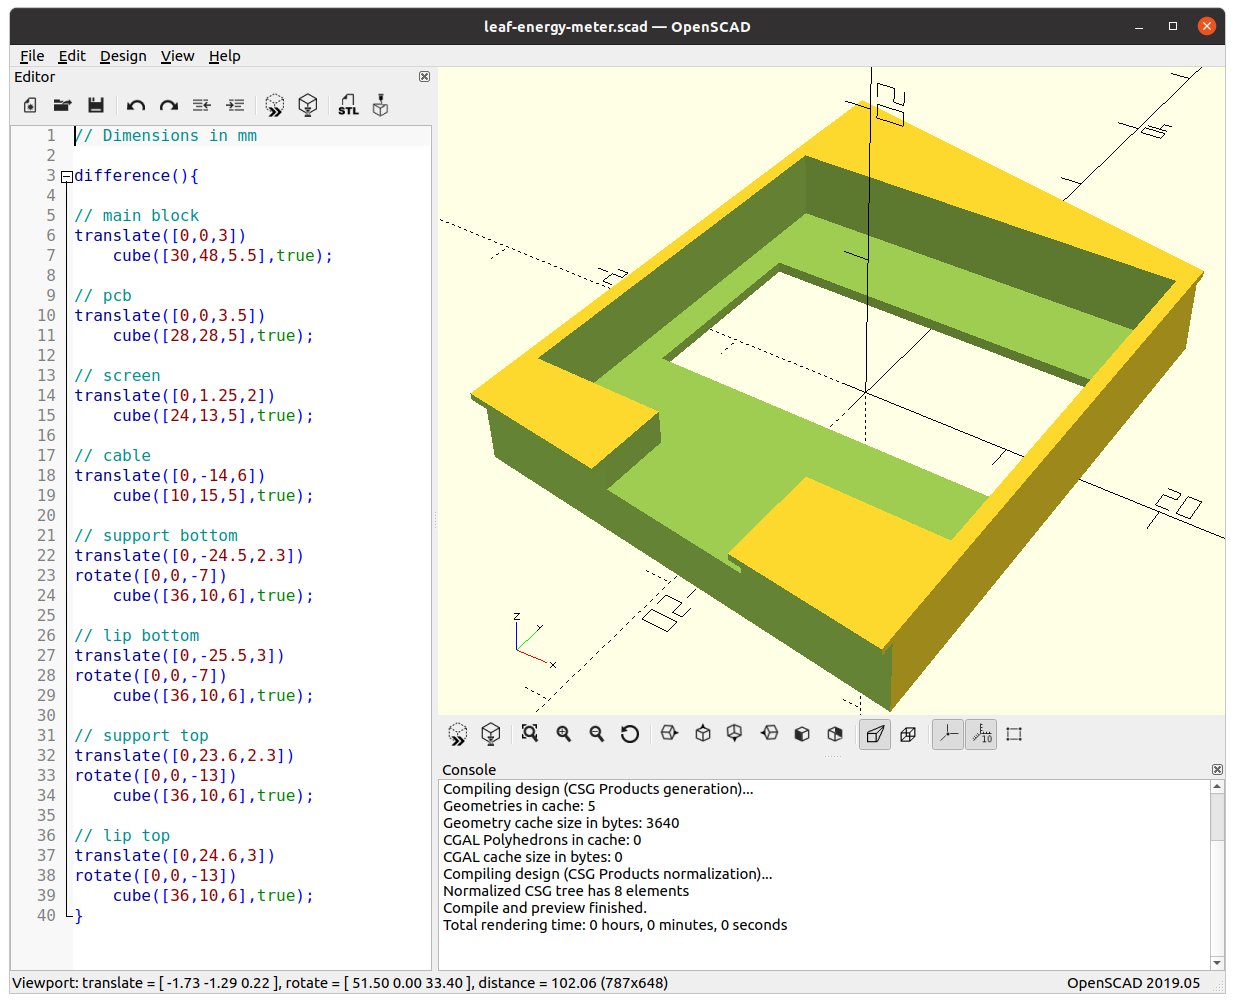 leaf-energy-meter.scad — OpenSCAD
File Edit Design View Help
Editor
STL
1 // Dimensions in mm
2
3 difference(){
4
5 // main block
6 translate([0,0,3])
7 cube([30,48,5.5],true);
8
9 // pcb
10 translate([0,0,3.5])
11 cube([28,28,5],true);
12
13 // screen
14 translate([0,1.25,2])
15 cube([24,13,5],true);
16
17 // cable
18 translate([0,-14,6])
19 cube([10,15,5],true);
20
21 // support bottom
22 translate([0,-24.5,2.3])
23 rotate([0,0,-7])
24 cube([36,10,6],true);
25
26 // lip bottom
27 translate([0,-25.5,3])
28 rotate([0,0,-7])
29 cube([36,10,6],true);
30
31 // support top
32 translate([0,23.6,2.3])
33 rotate([0,0,-13])
34 cube([36,10,6],true);
35
36 // lip top
37 translate([0,24.6,3])
38 rotate([0,0,-13])
39 cube([36,10,6],true);
40 }
20
z
y
x
10
Console
Compiling design (CSG Products generation)...
Geometries in cache: 5
Geometry cache size in bytes: 3640
CGAL Polyhedrons in cache: 0
CGAL cache size in bytes: 0
Compiling design (CSG Products normalization)...
Normalized CSG tree has 8 elements
Compile and preview finished.
Total rendering time: 0 hours, 0 minutes, 0 seconds
Viewport: translate = [ -1.73 -1.29 0.22 ], rotate = [ 51.50 0.00 33.40 ], distance = 102.06 (787x648)
OpenSCAD 2019.05